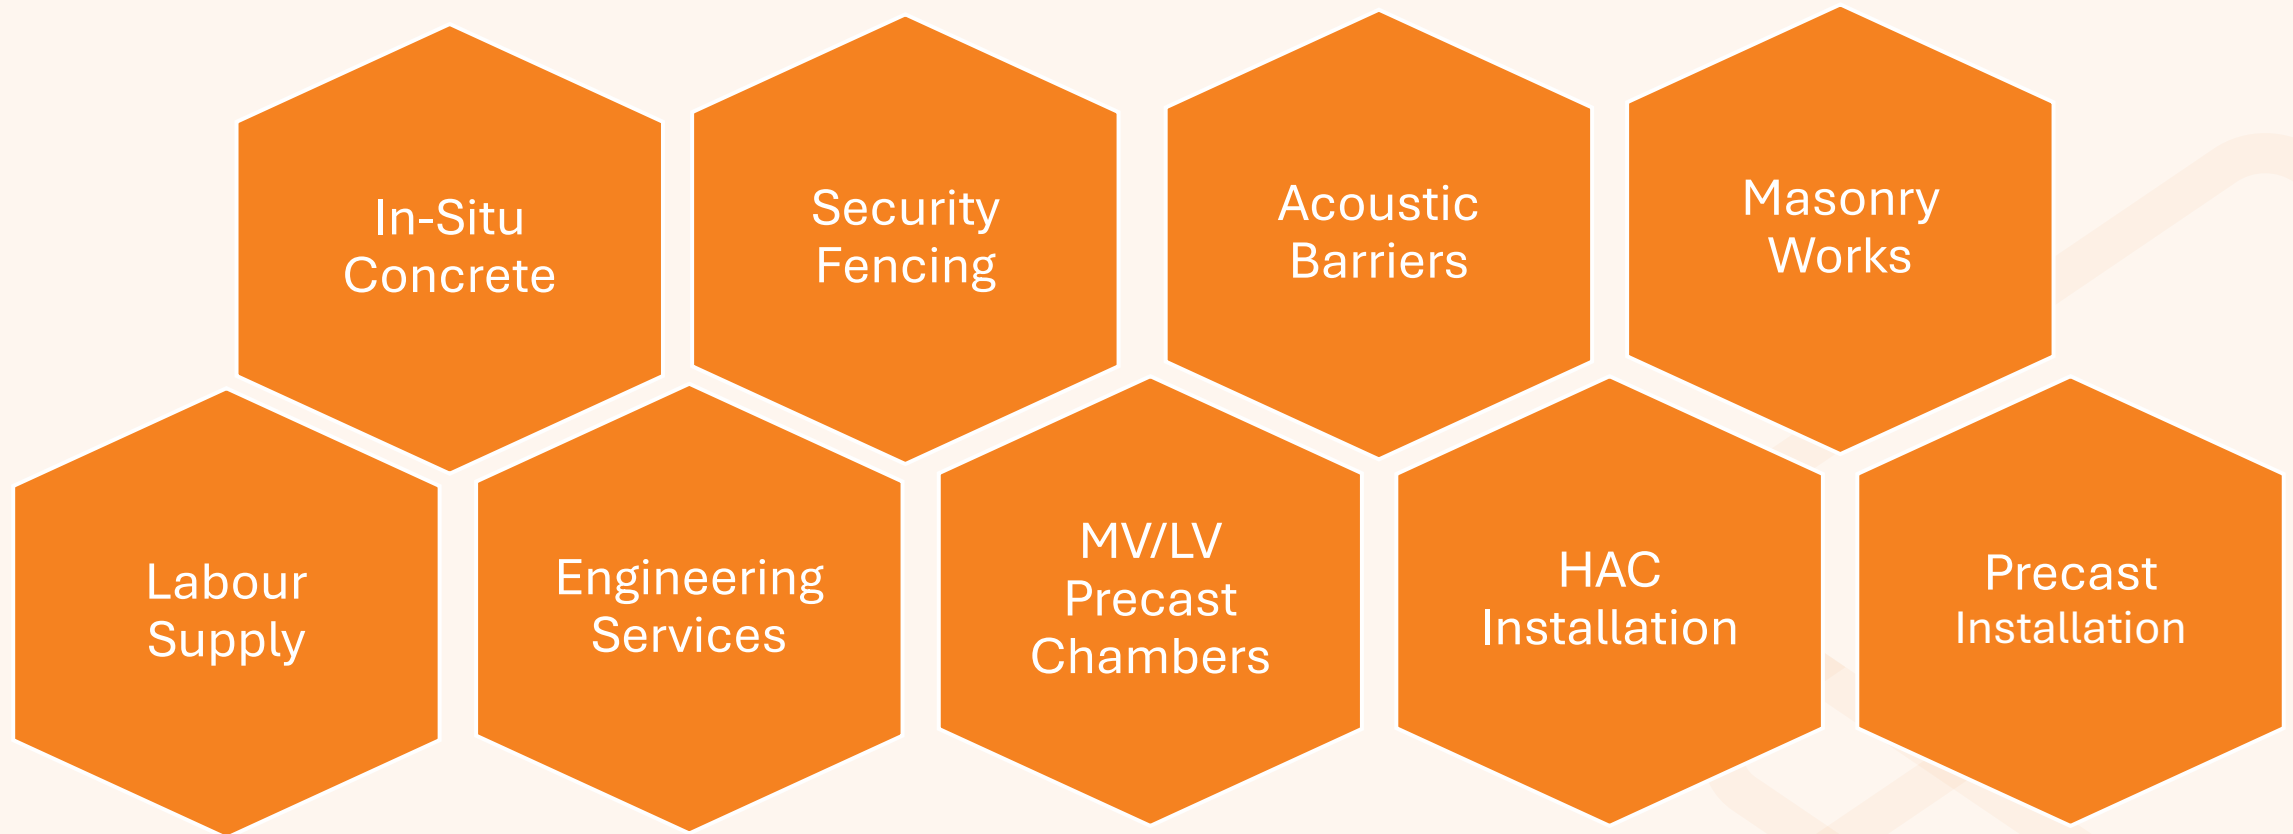 In-Situ
Concrete
Security
Fencing
Acoustic
Barriers
Masonry
Works
Labour
Supply
Engineering
Services
MV/LV
Precast
Chambers
HAC
Installation
Precast
Installation